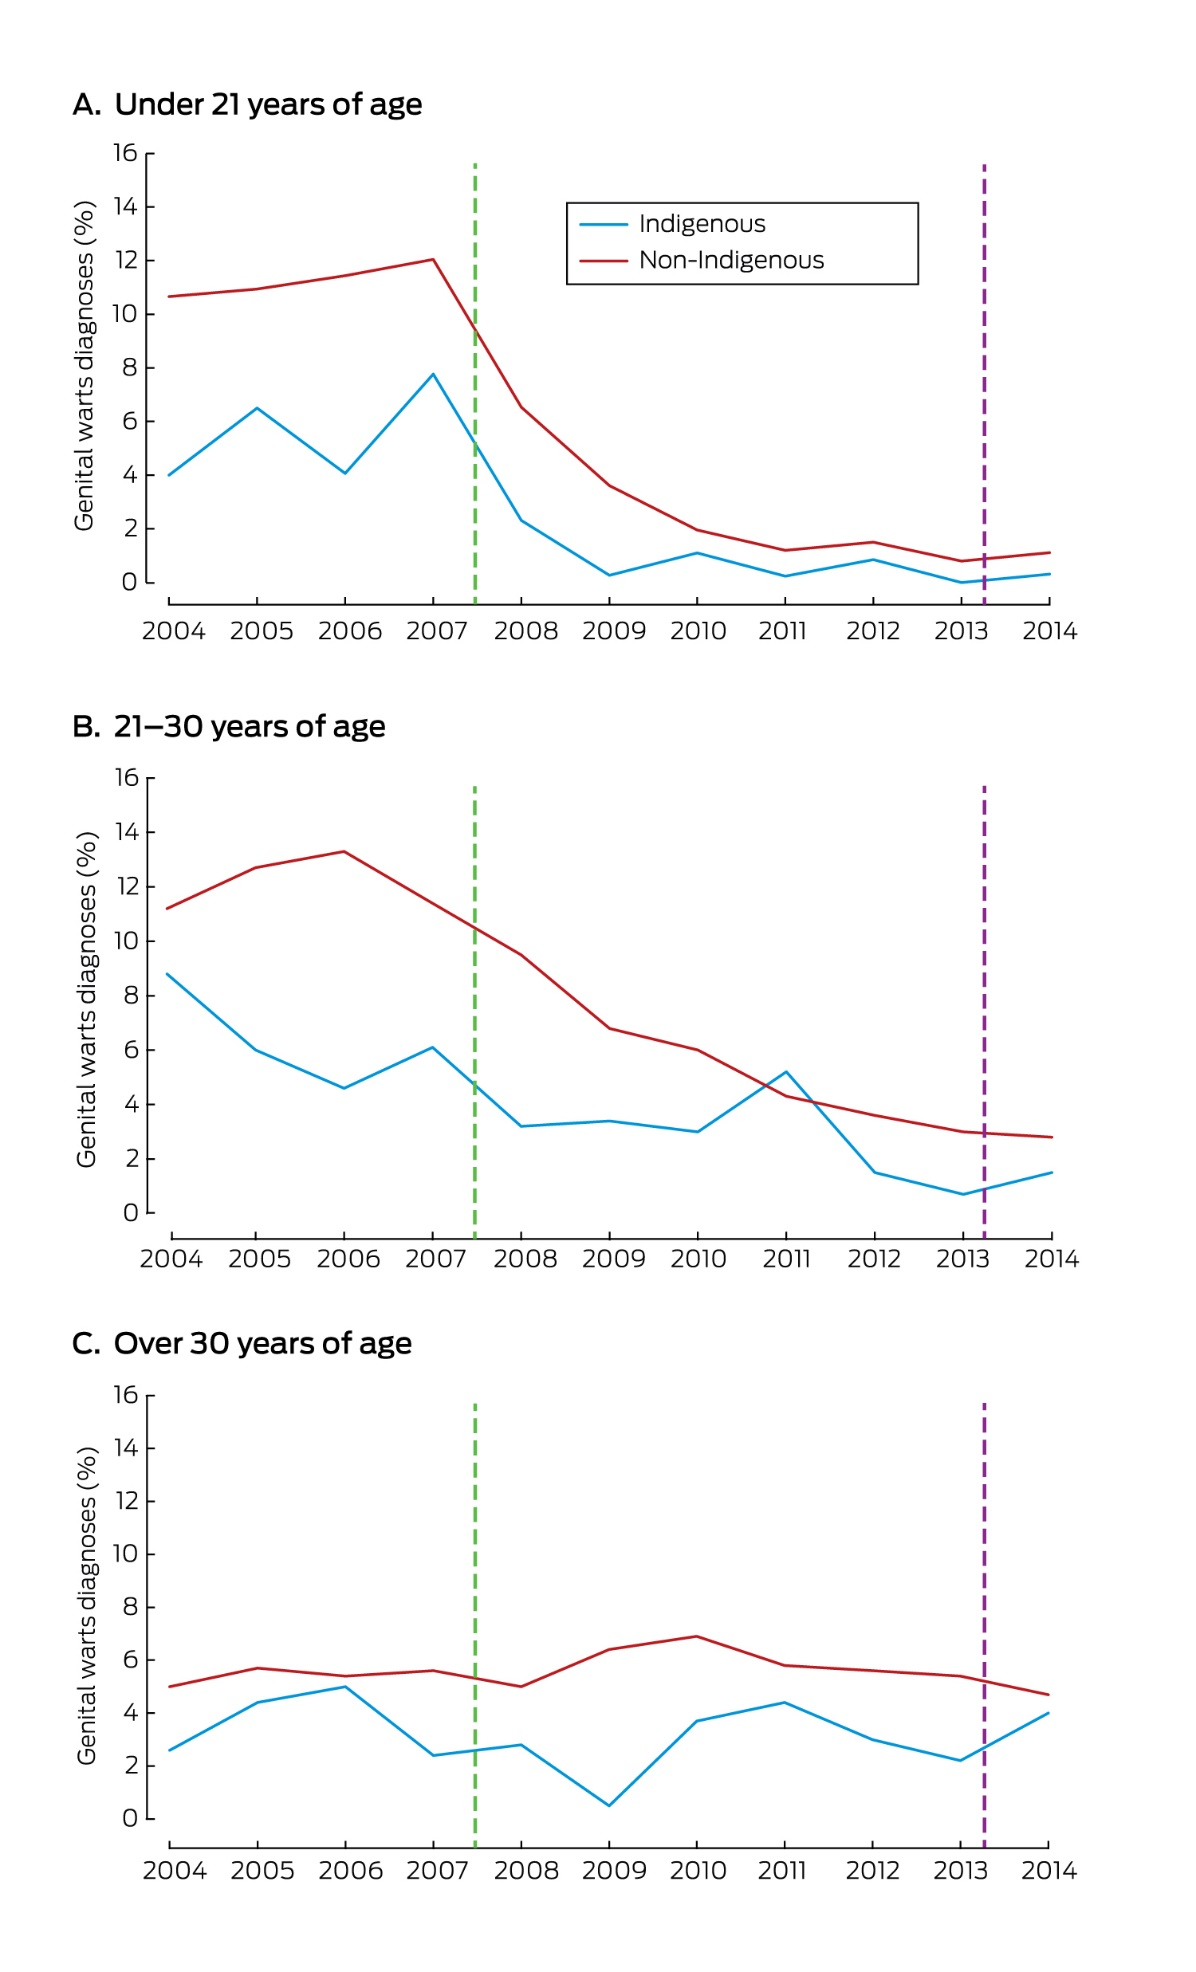 A. Under 21 years of age
16
14
12
10
8
6
4
2
0
Genital warts diagnoses (%)
Indigenous
Non-Indigenous
2004 2005 2006 2007 2008 2009 2010 2011 2012 2013 2014
B. 21–30 years of age
16
14
12
10
8
6
4
2
0
Genital warts diagnoses (%)
2004 2005 2006 2007 2008 2009 2010 2011 2012 2013 2014
C. Over 30 years of age
16
14
12
10
8
6
4
2
0
Genital warts diagnoses (%)
2004 2005 2006 2007 2008 2009 2010 2011 2012 2013 2014